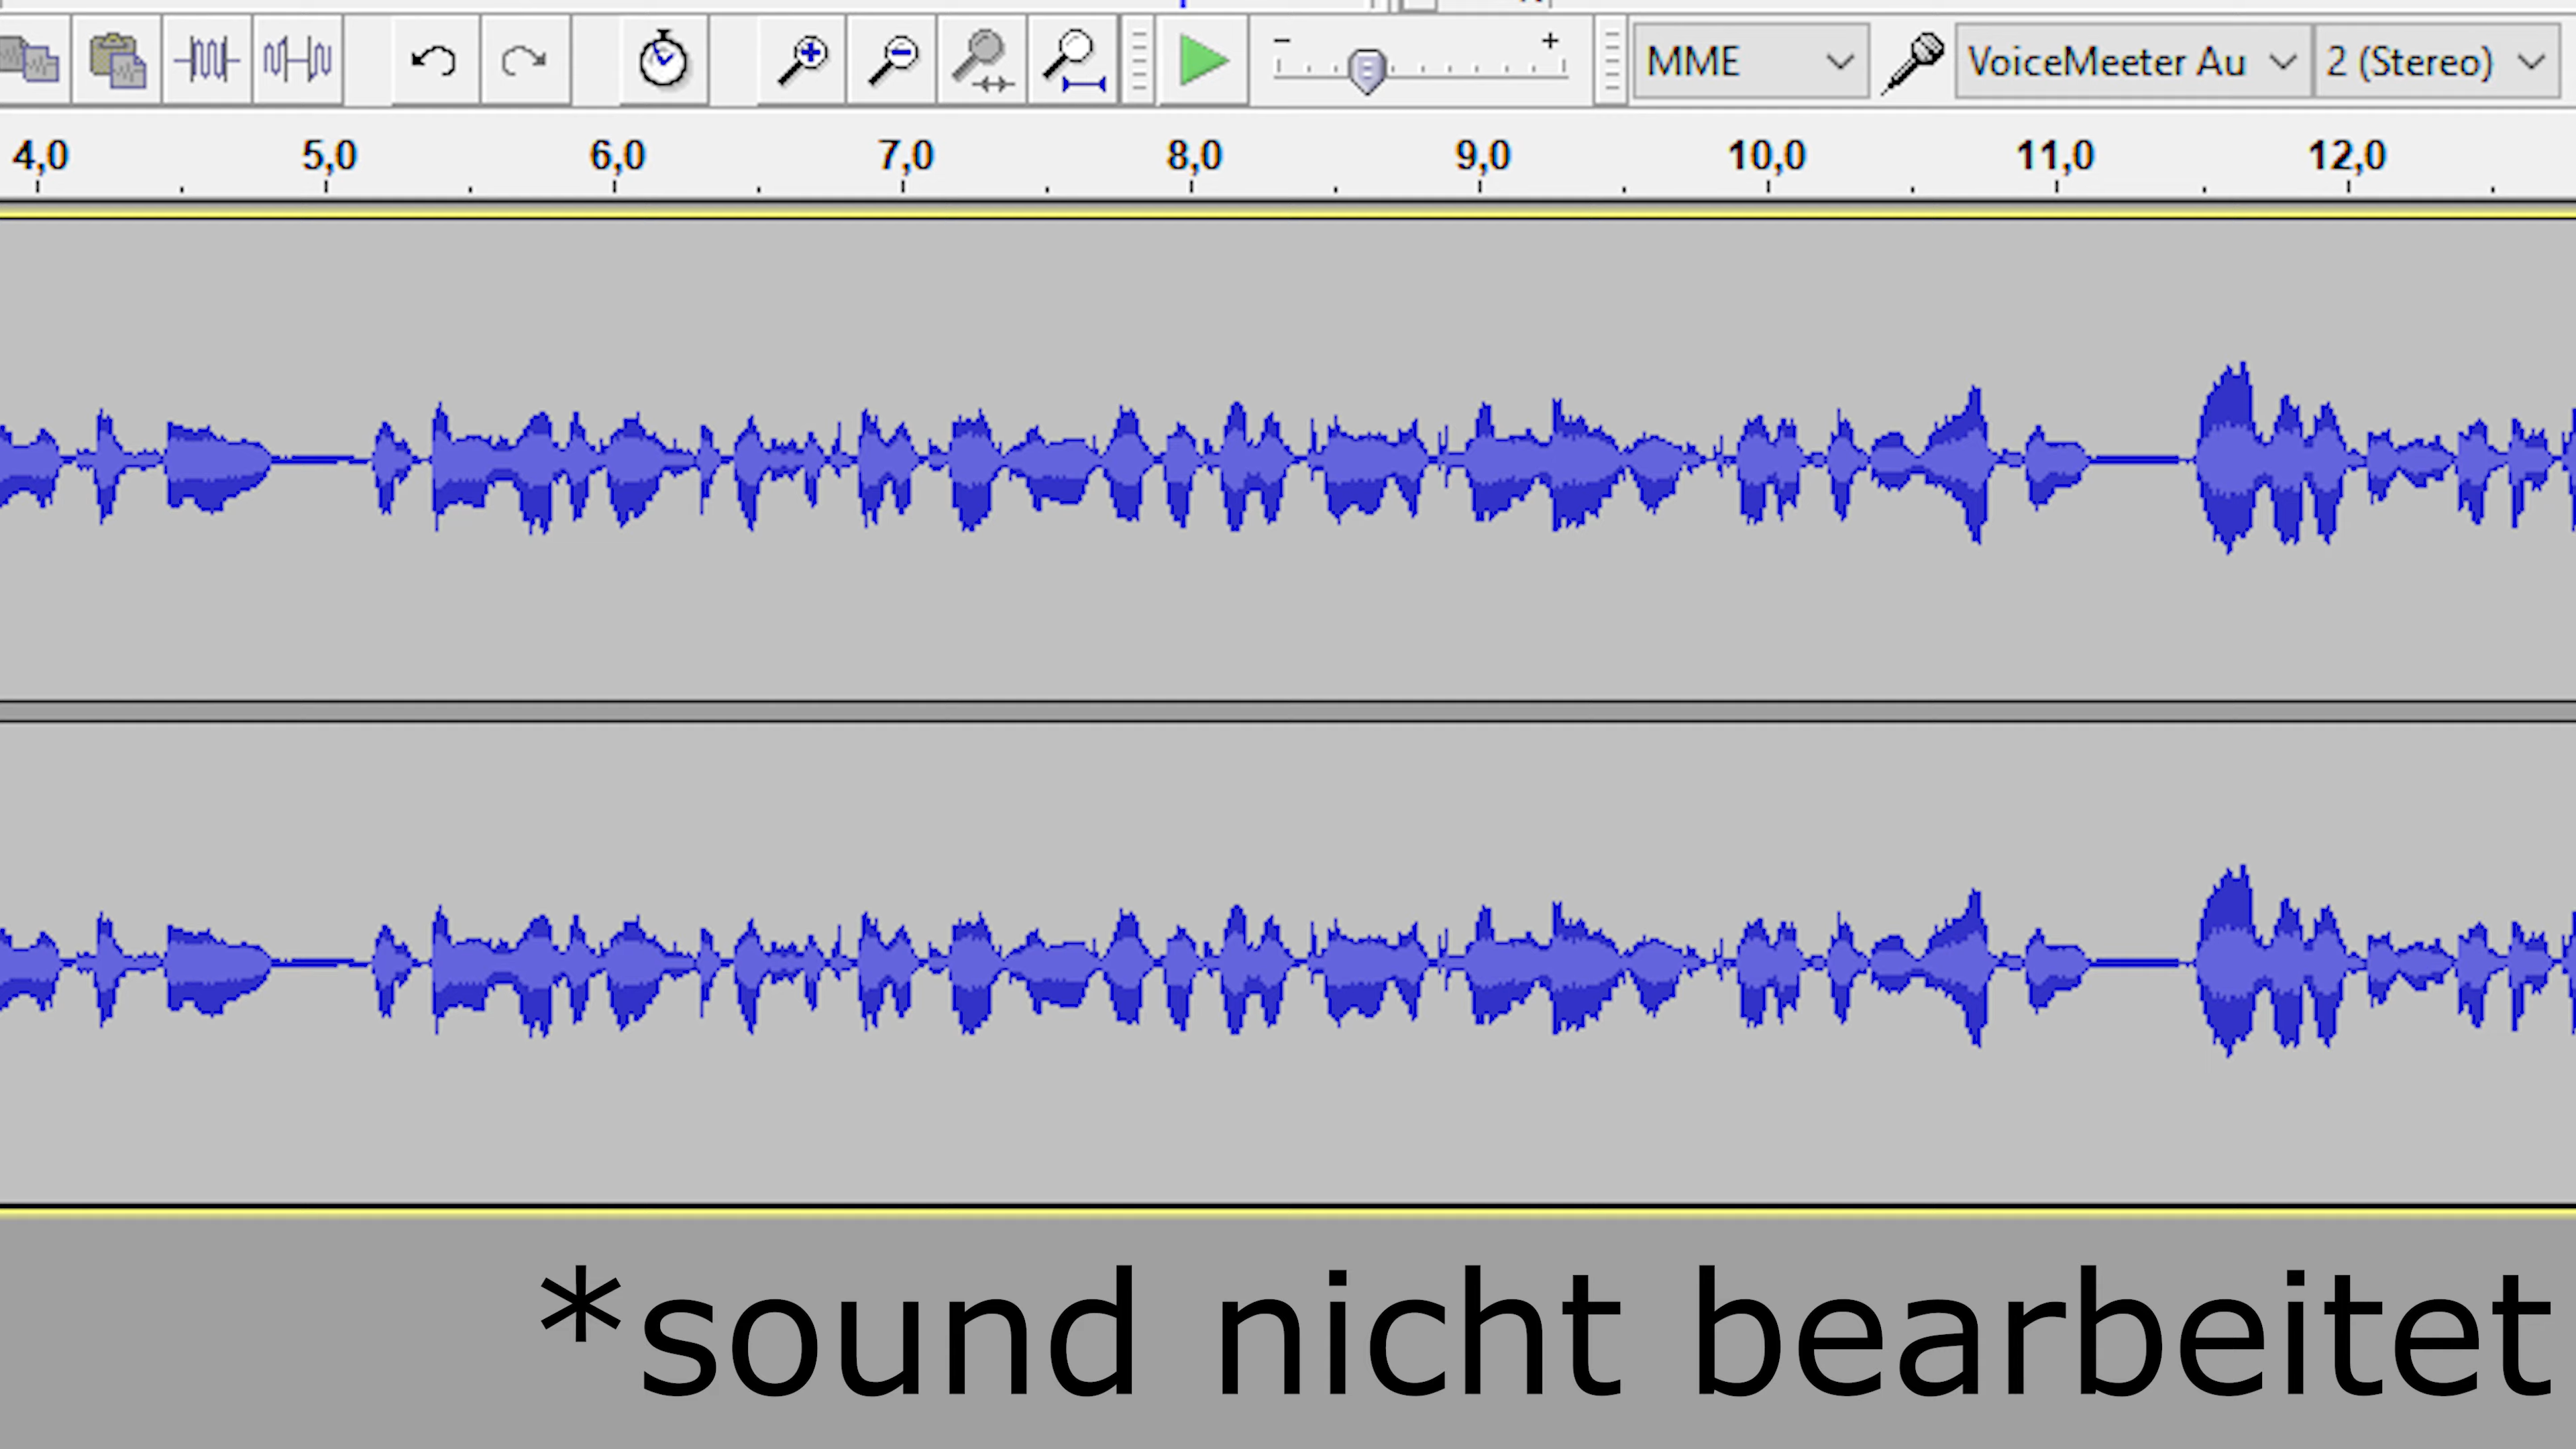 - +
MME VoiceMeeter Au 2 (Stereo)
4,0 5,0 6,0 7,0 8,0 9,0 10,0 11,0 12,0
*sound nicht bearbeitet